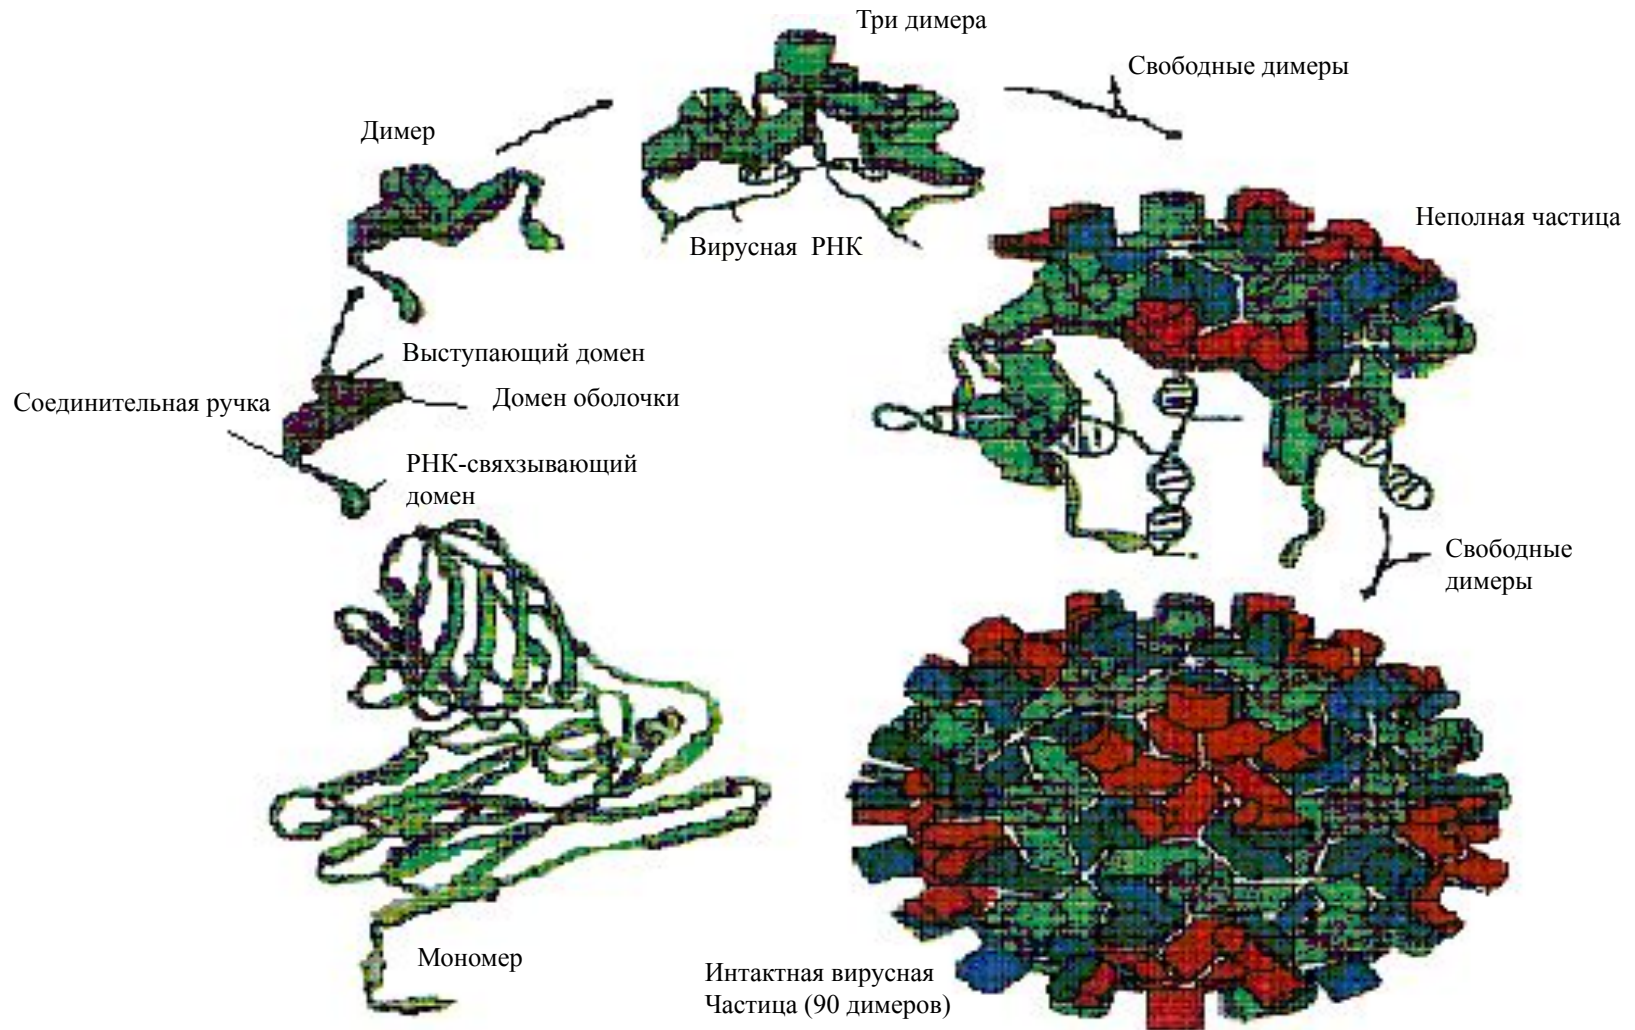 Три димера
Свободные димеры
Димер
Неполная частица
Вирусная РНК
Выступающий домен
Соединительная ручка
Домен оболочки
РНК-свяхзывающий
домен
Свободные
димеры
Мономер
Интактная вирусная
Частица (90 димеров)